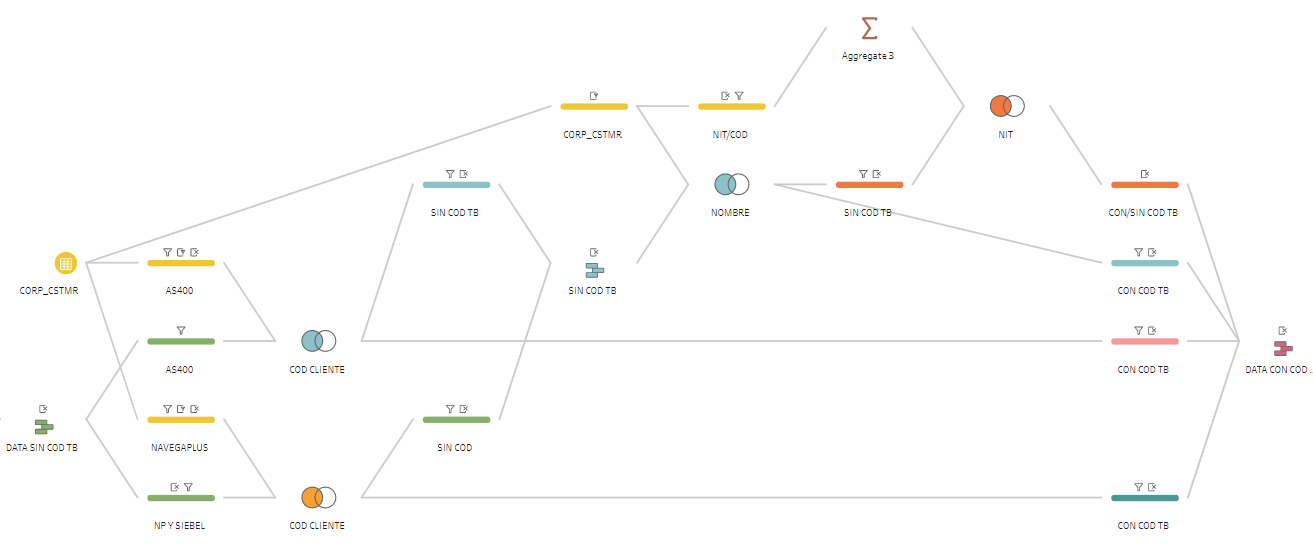 Aggregate 3
CORP_CSTMR
NIT/COD
NIT
SIN COD TB
NOMBRE
SIN COD TB
CON/SIN COD TB
CORP_CSTMR
AS400
SIN COD TB
CON COD TB
AS400
COD CLIENTE
CON COD TB
DATA CON COD ..
DATA SIN COD TB
NAVEGAPLUS
SIN COD
NP Y SIEBEL
COD CLIENTE
CON COD TB